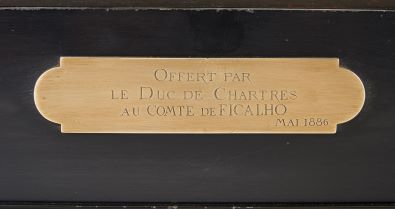 OFFERT PAR
LE DUC DE CHARTRES
AU COMTE DE FICALHO
MAI 1886